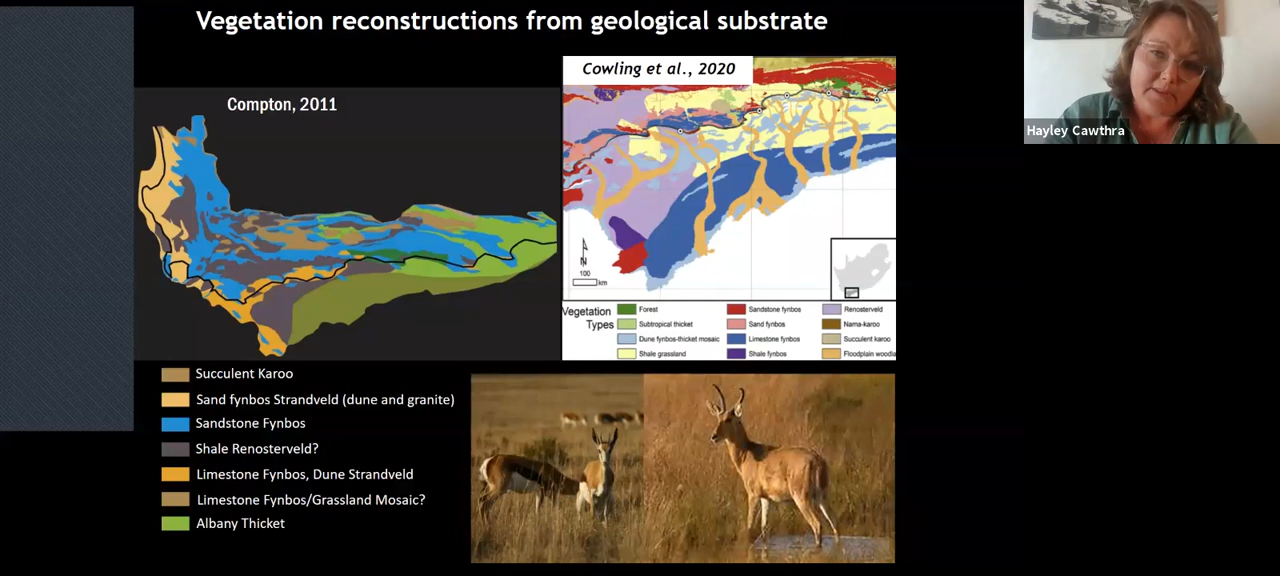 Vegetation reconstructions from geological substrate
Compton, 2011
Cowling et al., 2020
Hayley Cawthra
N
100
km
Vegetation
Types
Forest
Subtropical thicket
Dune fynbos-thicket mosaic
Shale grassland
Sandstone fynbos
Sand fynbos
Limestone fynbos
Shale fynbos
Renosterveld
Nama-karoo
Succulent karoo
Floodplain woodla
Succulent Karoo
Sand fynbos Strandveld (dune and granite)
Sandstone Fynbos
Shale Renosterveld?
Limestone Fynbos, Dune Strandveld
Limestone Fynbos/Grassland Mosaic?
Albany Thicket